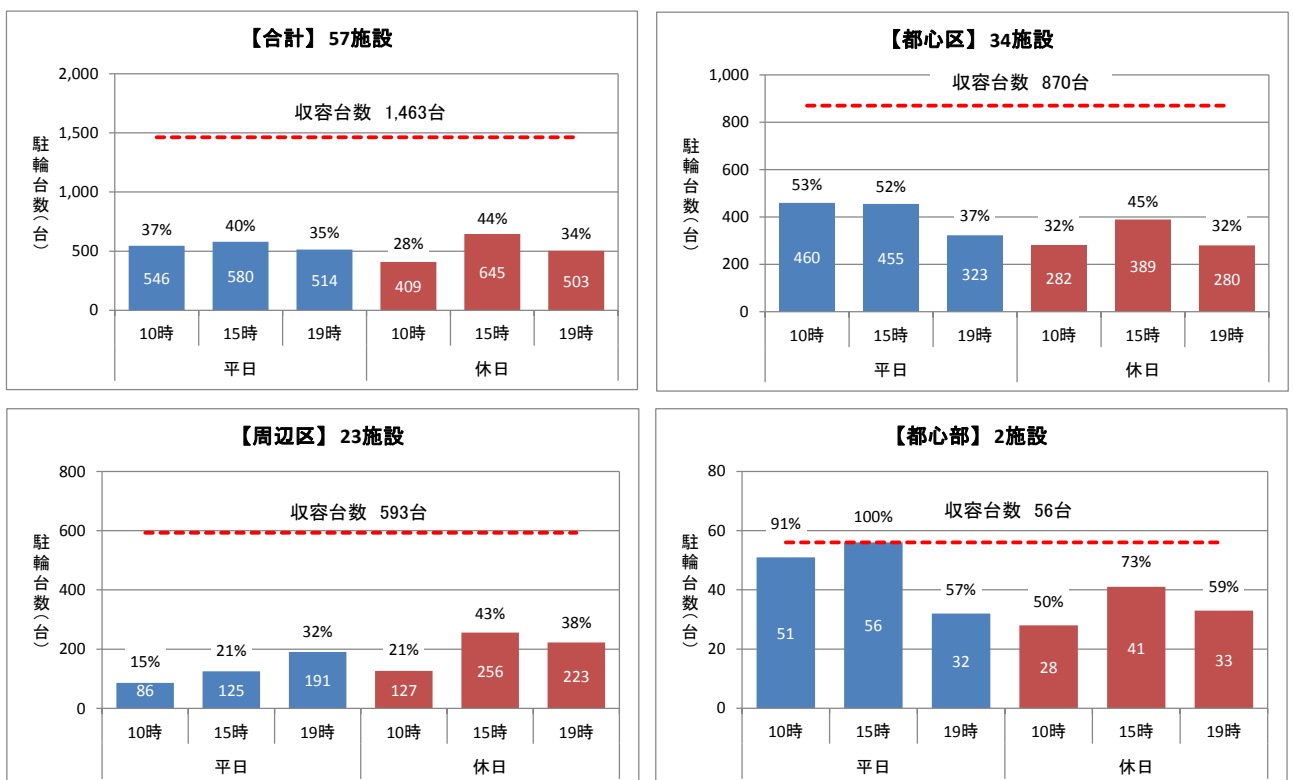 【合計】 57施設
2,000
1,500
1,000
500
0
駐輪台数(台)
収容台数 1,463台
37%
40%
35%
28%
44%
34%
546
580
514
409
645
503
10時
15時
19時
10時
15時
19時
平日
休日
【都心区】 34施設
1,000
800
600
400
200
0
駐輪台数(台)
収容台数 870台
53%
52%
37%
32%
45%
32%
460
455
323
282
389
280
10時
15時
19時
10時
15時
19時
平日
休日
【周辺区】 23施設
800
600
400
200
0
駐輪台数(台)
収容台数 593台
15%
21%
32%
21%
43%
38%
86
125
191
127
256
223
10時
15時
19時
10時
15時
19時
平日
休日
【都心部】 2施設
80
60
40
20
0
駐輪台数(台)
収容台数 56台
91%
100%
57%
50%
73%
59%
51
56
32
28
41
33
10時
15時
19時
10時
15時
19時
平日
休日